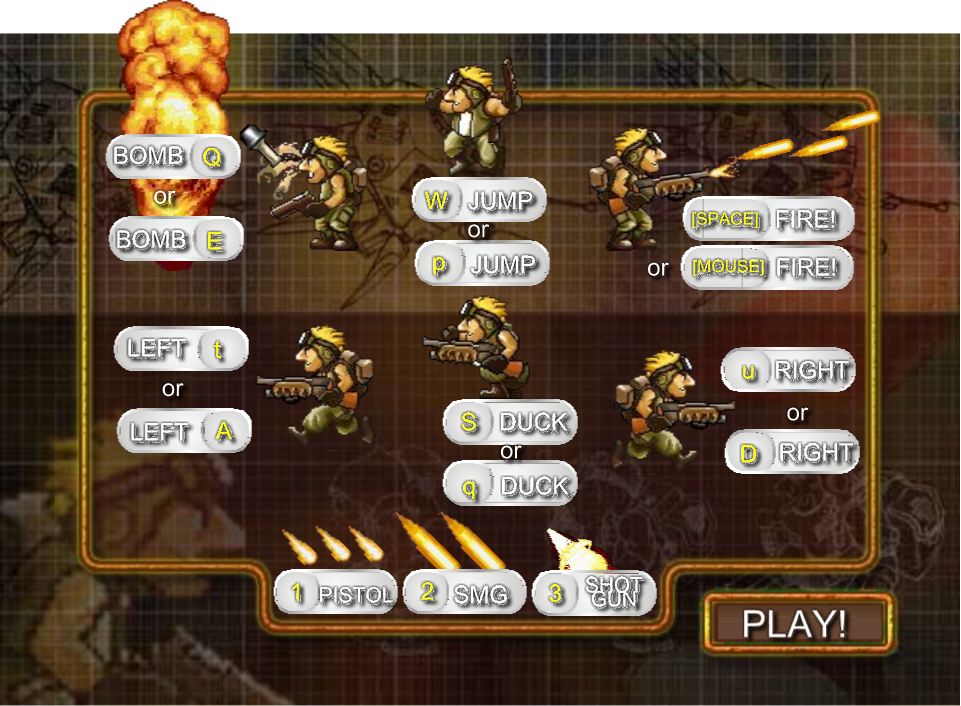 BOMB Q
or
BOMB E
W JUMP
or
p JUMP
[SPACE] FIRE!
or [MOUSE] FIRE!
LEFT t
or
LEFT A
S DUCK
or
q DUCK
u RIGHT
or
D RIGHT
1 PISTOL
2 SMG
3 SHOT
GUN
PLAY!